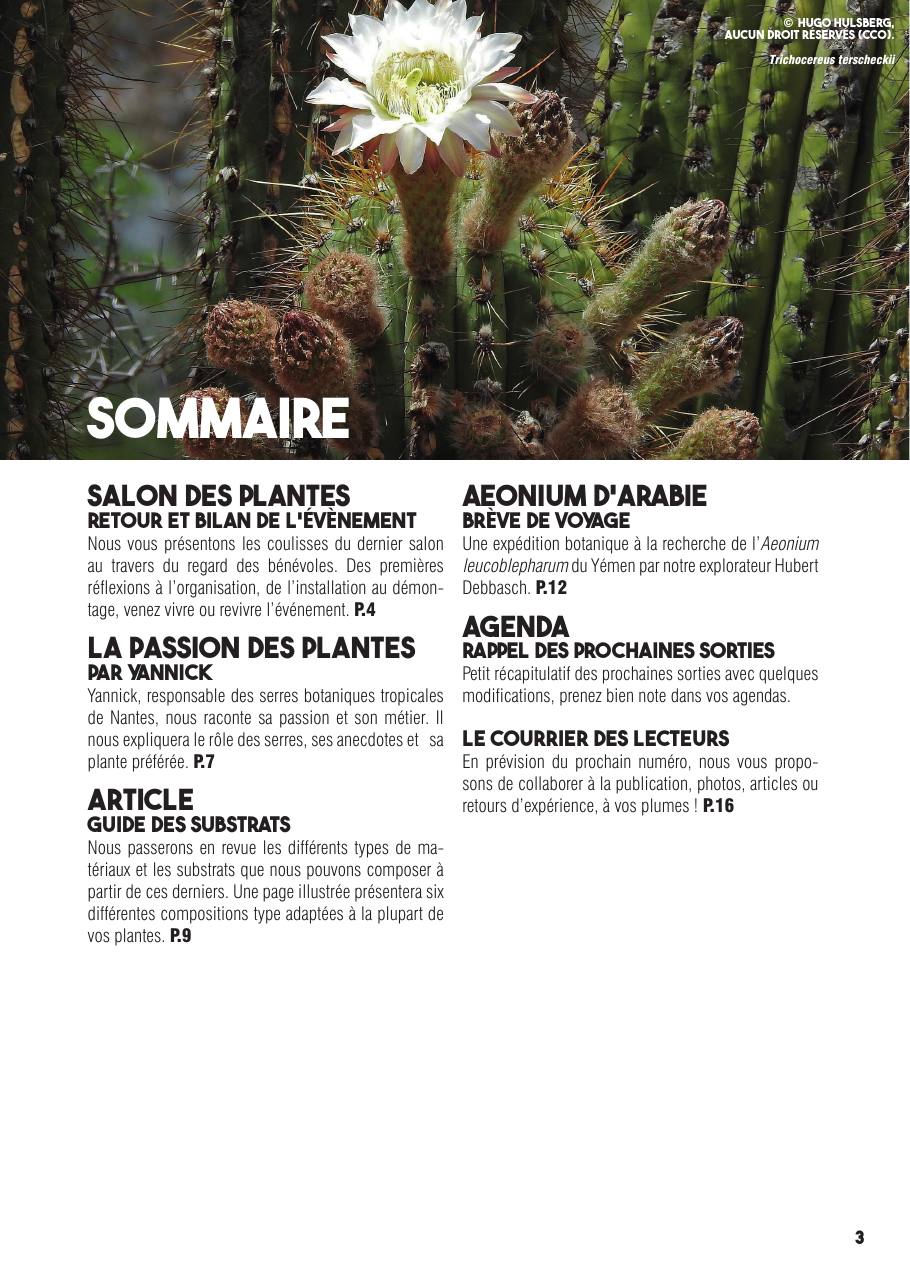 © HUGO HULSBERG,
AUCUN DROIT RÉSERVÉS (CCO).
Trichocereus terscheckii
SOMMAIRE
SALON DES PLANTES
RETOUR ET BILAN DE L'ÉVÈNEMENT
Nous vous présentons les coulisses du dernier salon
au travers du regard des bénévoles. Des premières
réflexions à l’organisation, de l’installation au démon-
tage, venez vivre ou revivre l’événement. P.4
LA PASSION DES PLANTES
PAR YANNICK
Yannick, responsable des serres botaniques tropicales
de Nantes, nous raconte sa passion et son métier. Il
nous expliquera le rôle des serres, ses anecdotes et  sa
plante préférée. P.7
ARTICLE
GUIDE DES SUBSTRATS
Nous passerons en revue les différents types de ma-
tériaux et les substrats que nous pouvons composer à
partir de ces derniers. Une page illustrée présentera six
différentes compositions type adaptées à la plupart de
vos plantes. P.9
AEONIUM D'ARABIE
BRÈVE DE VOYAGE
Une expédition botanique à la recherche de l’Aeonium
leucoblepharum du Yémen par notre explorateur Hubert
Debbasch. P.12
AGENDA
RAPPEL DES PROCHAINES SORTIES
Petit récapitulatif des prochaines sorties avec quelques
modifications, prenez bien note dans vos agendas.
LE COURRIER DES LECTEURS
En prévision du prochain numéro, nous vous propo-
sons de collaborer à la publication, photos, articles ou
retours d’expérience, à vos plumes ! P.16
3